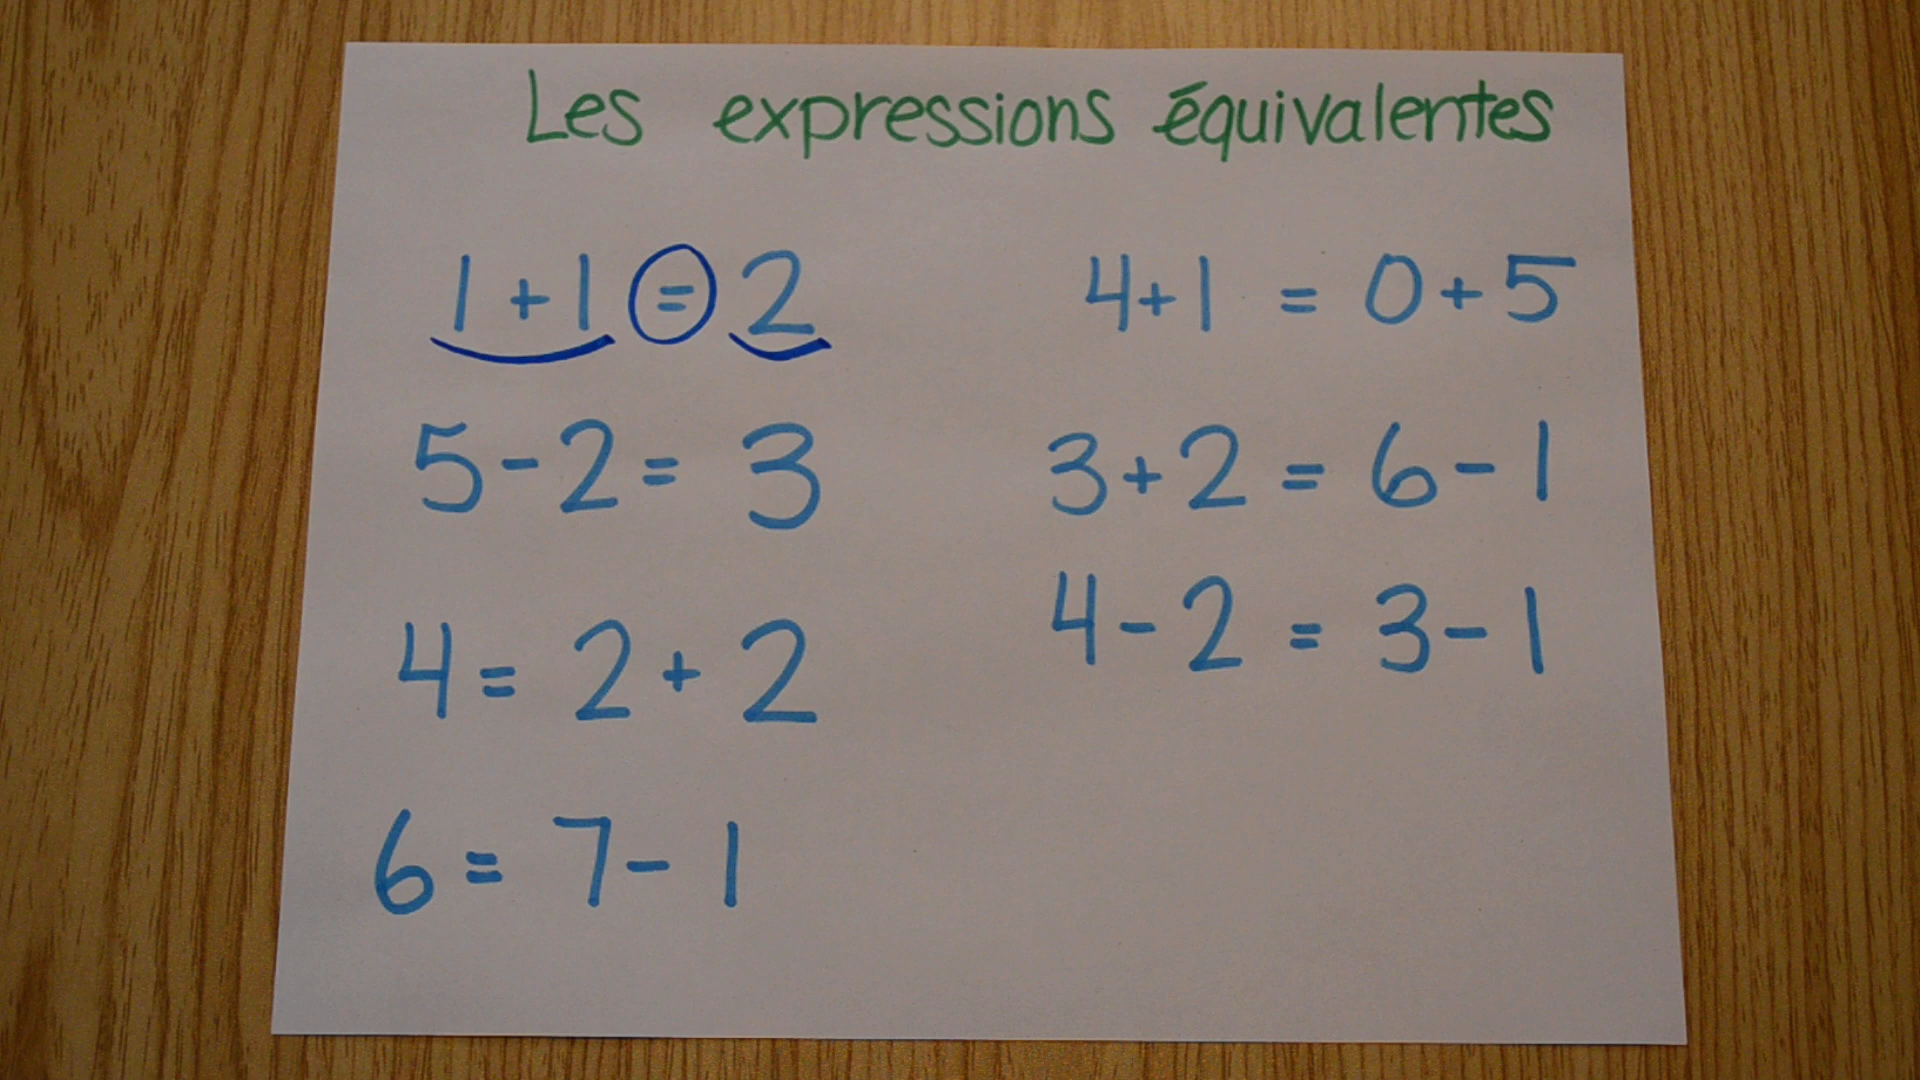 Les expressions équivalentes
1 + 1 = 2
5 - 2 = 3
4 = 2 + 2
6 = 7 - 1
4 + 1 = 0 + 5
3 + 2 = 6 - 1
4 - 2 = 3 - 1